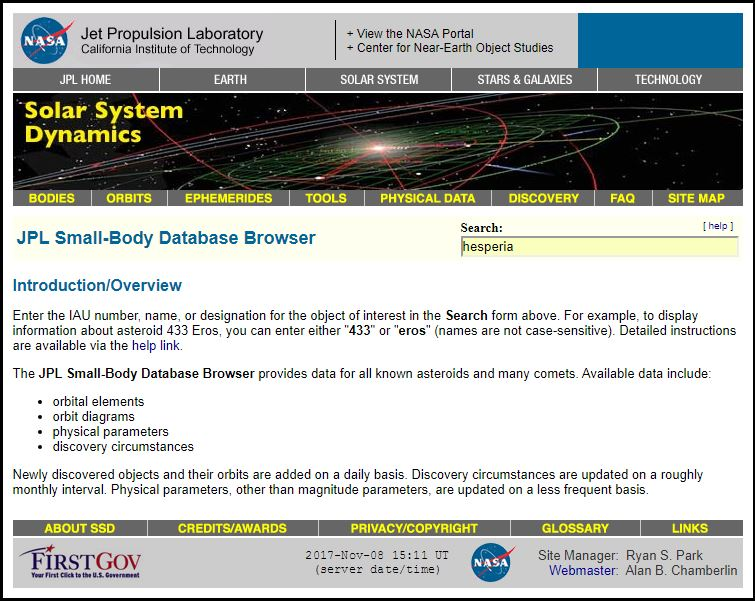 NASA
Jet Propulsion Laboratory
California Institute of Technology
+ View the NASA Portal
+ Center for Near-Earth Object Studies
JPL HOME EARTH SOLAR SYSTEM STARS & GALAXIES TECHNOLOGY
Solar System
Dynamics
BODIES ORBITS EPHEMERIDES TOOLS PHYSICAL DATA DISCOVERY FAQ SITE MAP
JPL Small-Body Database Browser
Search: [ help ]
hesperia
Introduction/Overview
Enter the IAU number, name, or designation for the object of interest in the Search form above. For example, to display
information about asteroid 433 Eros, you can enter either "433" or "eros" (names are not case-sensitive). Detailed instructions
are available via the help link.
The JPL Small-Body Database Browser provides data for all known asteroids and many comets. Available data include:
• orbital elements
• orbit diagrams
• physical parameters
• discovery circumstances
Newly discovered objects and their orbits are added on a daily basis. Discovery circumstances are updated on a roughly
monthly interval. Physical parameters, other than magnitude parameters, are updated on a less frequent basis.
ABOUT SSD CREDITS/AWARDS PRIVACY/COPYRIGHT GLOSSARY LINKS
FIRSTGOV
Your First Click to the U.S. Government
2017-Nov-08 15:11 UT
(server date/time)
NASA
Site Manager: Ryan S. Park
Webmaster: Alan B. Chamberlin